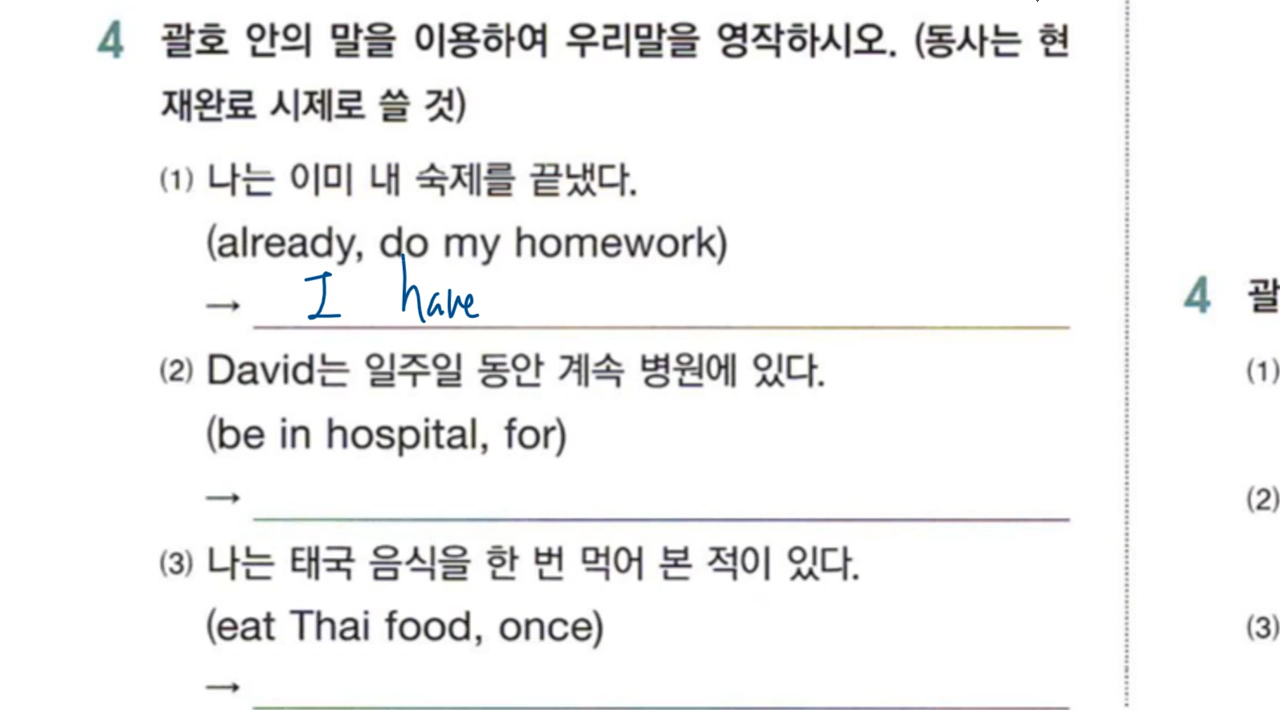 4 괄호 안의 말을 이용하여 우리말을 영작하시오. (동사는 현
재완료 시제로 쓸 것)
(1) 나는 이미 내 숙제를 끝냈다.
(already, do my homework)
→ I have
(2) David는 일주일 동안 계속 병원에 있다.
(be in hospital, for)
→
(3) 나는 태국 음식을 한 번 먹어 본 적이 있다.
(eat Thai food, once)
→
4 괄
(1)
(2)
(3)